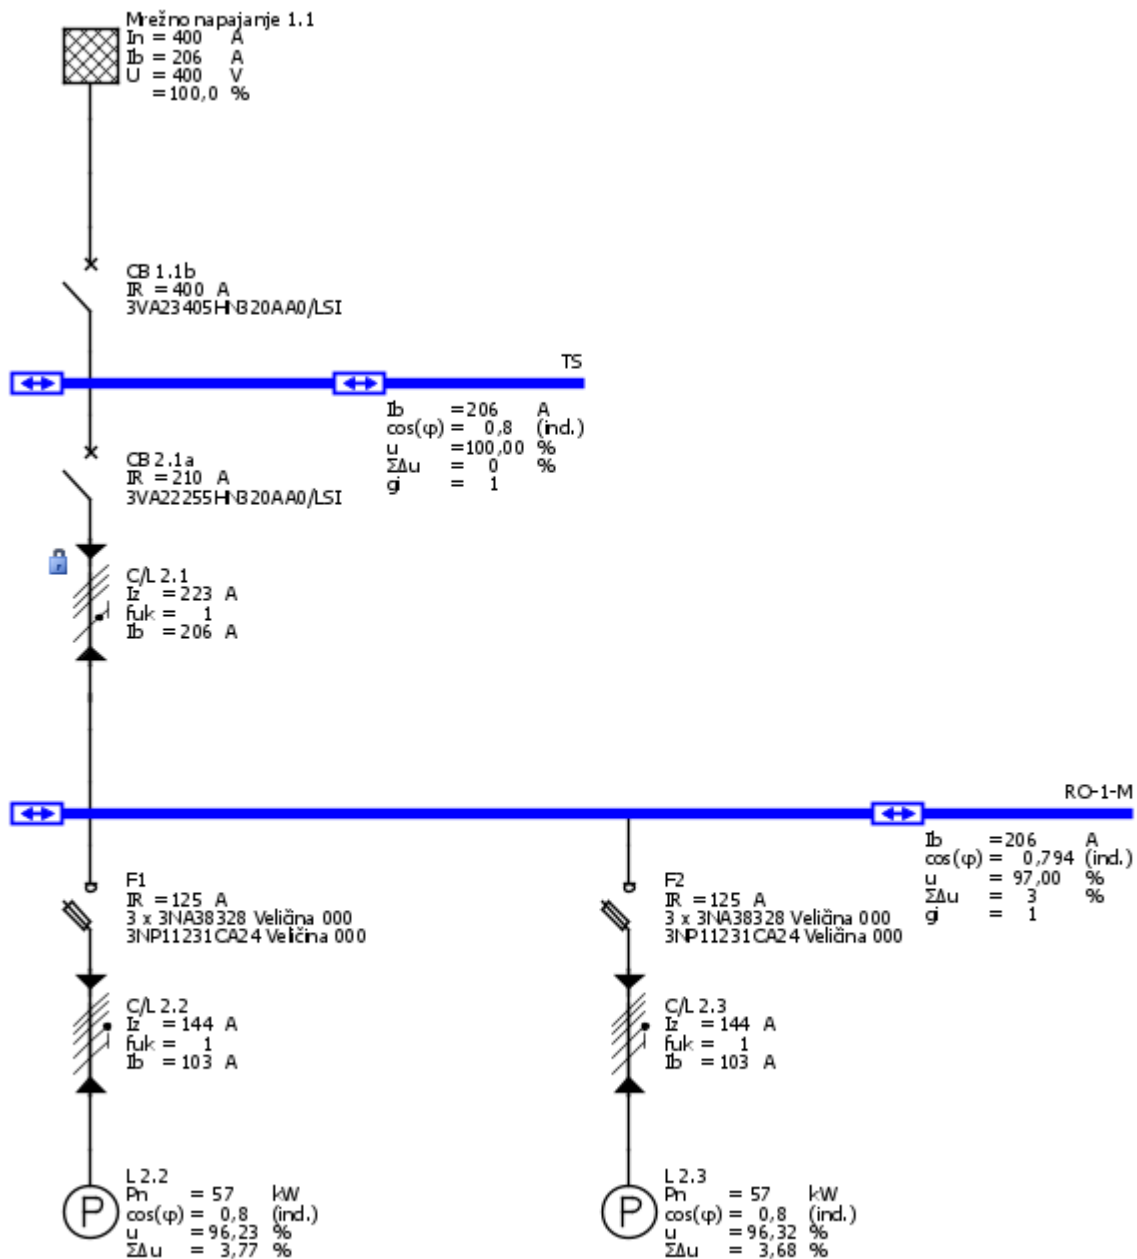 Mrežno napajanje 1.1
In = 400 A
Ib = 206 A
U = 400 V
=100,0 %
CB 1.1b
IR = 400 A
3VA23405HN320AA0/LSI
TS
Ib =206 A
cos(φ) = 0,8 (ind.)
u =100,00 %
ΣΔu = 0 %
gi = 1
CB 2.1a
IR = 210 A
3VA22255HN320AA0/LSI
C/L 2.1
Iz = 223 A
fuk = 1
Ib = 206 A
RO-1-M
Ib =206 A
cos(φ) = 0,794 (ind.)
u = 97,00 %
ΣΔu = 3 %
gi = 1
F1
IR = 125 A
3 x 3NA38328 Veličina 000
3NP11231CA24 Veličina 000
F2
IR = 125 A
3 x 3NA38328 Veličina 000
3NP11231CA24 Veličina 000
C/L 2.2
Iz = 144 A
fuk = 1
Ib = 103 A
C/L 2.3
Iz = 144 A
fuk = 1
Ib = 103 A
L 2.2
Pn = 57 kW
cos(φ) = 0,8 (ind.)
u = 96,23 %
ΣΔu = 3,77 %
L 2.3
Pn = 57 kW
cos(φ) = 0,8 (ind.)
u = 96,32 %
ΣΔu = 3,68 %
P
P